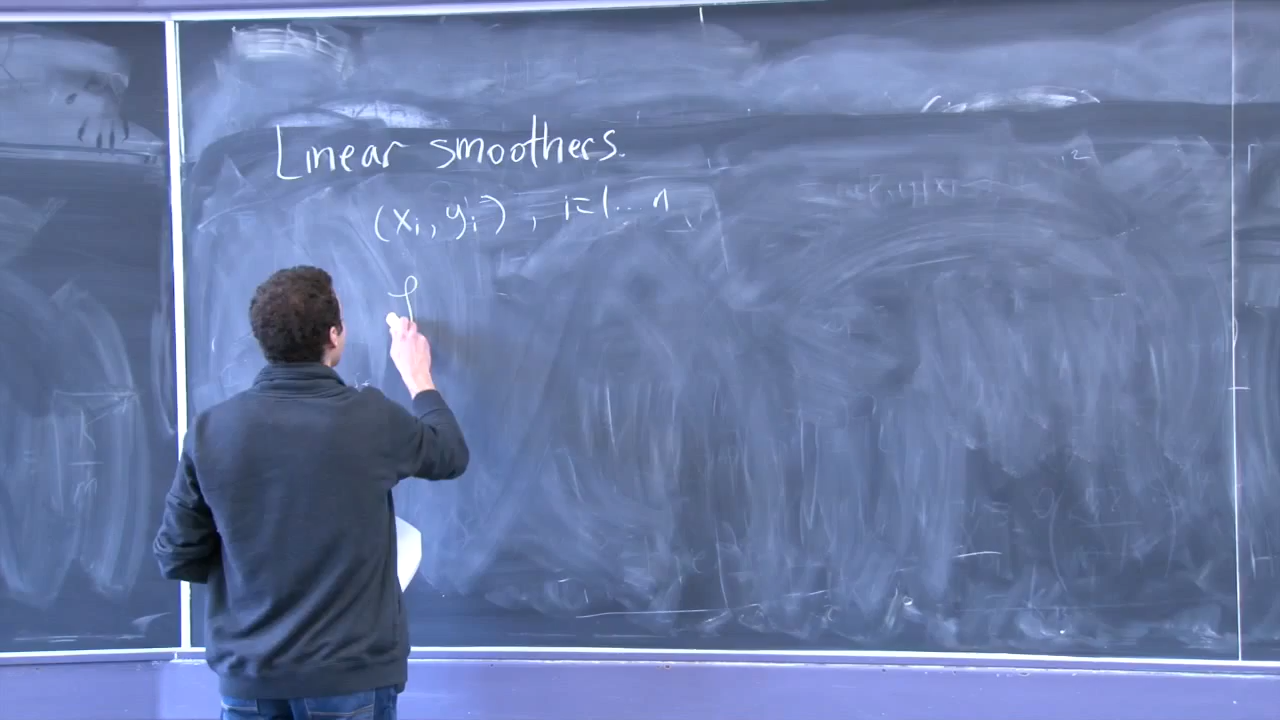 Linear smoothers.
(xi, yi), i=1...n
f